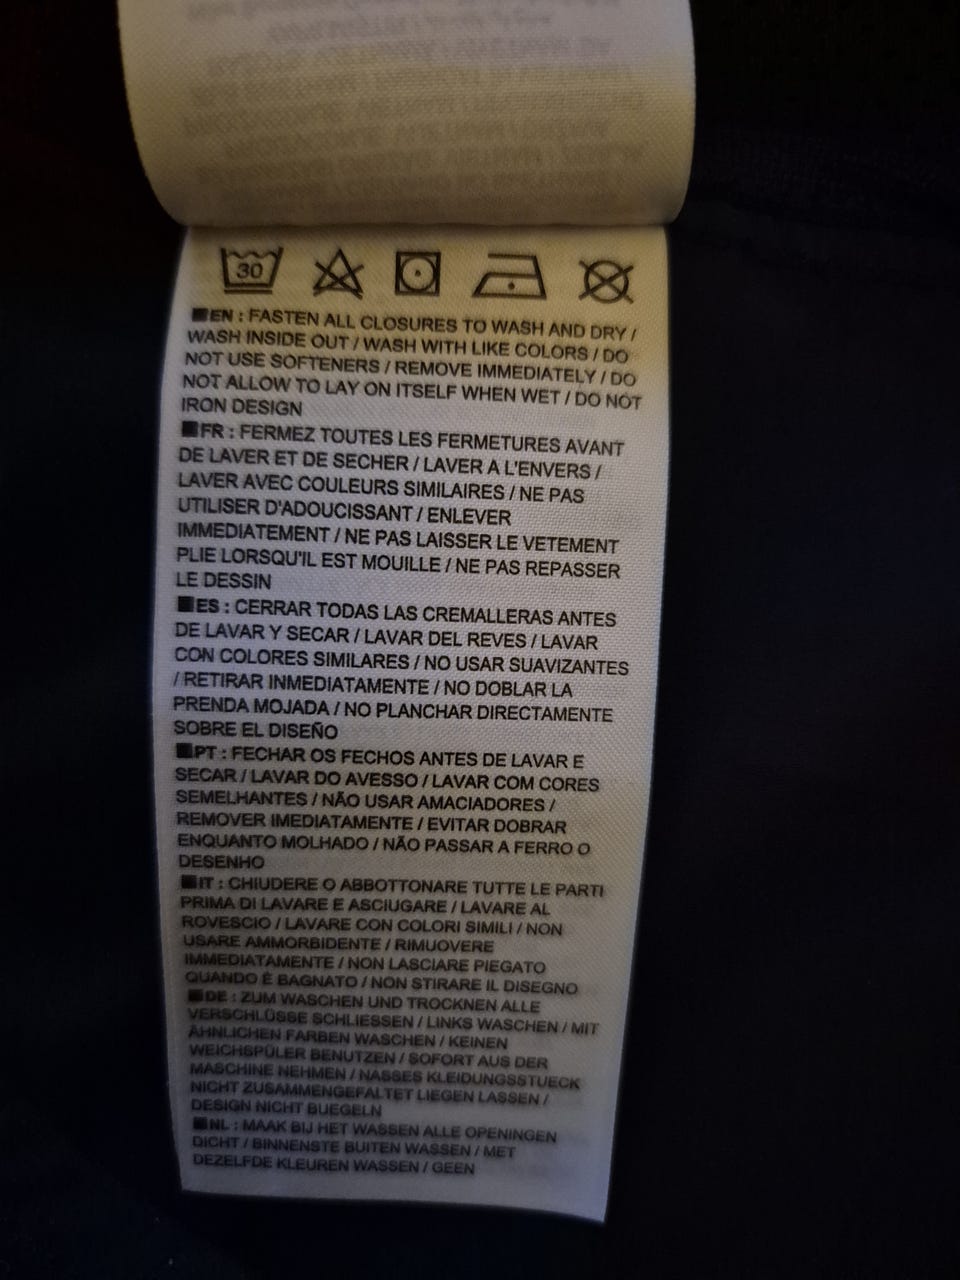 30
EN : FASTEN ALL CLOSURES TO WASH AND DRY /
WASH INSIDE OUT / WASH WITH LIKE COLORS / DO
NOT USE SOFTENERS / REMOVE IMMEDIATELY / DO
NOT ALLOW TO LAY ON ITSELF WHEN WET / DO NOT
IRON DESIGN
FR : FERMEZ TOUTES LES FERMETURES AVANT
DE LAVER ET DE SECHER / LAVER A L'ENVERS /
LAVER AVEC COULEURS SIMILAIRES / NE PAS
UTILISER D'ADOUCISSANT / ENLEVER
IMMEDIATEMENT / NE PAS LAISSER LE VETEMENT
PLIE LORSQU'IL EST MOUILLE / NE PAS REPASSER
LE DESSIN
ES : CERRAR TODAS LAS CREMALLERAS ANTES
DE LAVAR Y SECAR / LAVAR DEL REVES / LAVAR
CON COLORES SIMILARES / NO USAR SUAVIZANTES
/ RETIRAR INMEDIATAMENTE / NO DOBLAR LA
PRENDA MOJADA / NO PLANCHAR DIRECTAMENTE
SOBRE EL DISEÑO
PT : FECHAR OS FECHOS ANTES DE LAVAR E
SECAR / LAVAR DO AVESSO / LAVAR COM CORES
SEMELHANTES / NÃO USAR AMACIADORES /
REMOVER IMEDIATAMENTE / EVITAR DOBRAR
ENQUANTO MOLHADO / NÃO PASSAR A FERRO O
DESENHO
IT : CHIUDERE O ABBOTTONARE TUTTE LE PARTI
PRIMA DI LAVARE E ASCIUGARE / LAVARE AL
ROVESCIO / LAVARE CON COLORI SIMILI / NON
USARE AMMORBIDENTE / RIMUOVERE
IMMEDIATAMENTE / NON LASCIARE PIEGATO
QUANDO È BAGNATO / NON STIRARE IL DISEGNO
DE : ZUM WASCHEN UND TROCKNEN ALLE
VERSCHLÜSSE SCHLIESSEN / LINKS WASCHEN / MIT
ÄHNLICHEN FARBEN WASCHEN / KEINEN
WEICHSPÜLER BENUTZEN / SOFORT AUS DER
MASCHINE NEHMEN / NASSES KLEIDUNGSSTUECK
NICHT ZUSAMMENGEFALTET LIEGEN LASSEN /
DESIGN NICHT BUEGELN
NL : MAAK BIJ HET WASSEN ALLE OPENINGEN
DICHT / BINNENSTE BUITEN WASSEN / MET
DEZELFDE KLEUREN WASSEN / GEEN